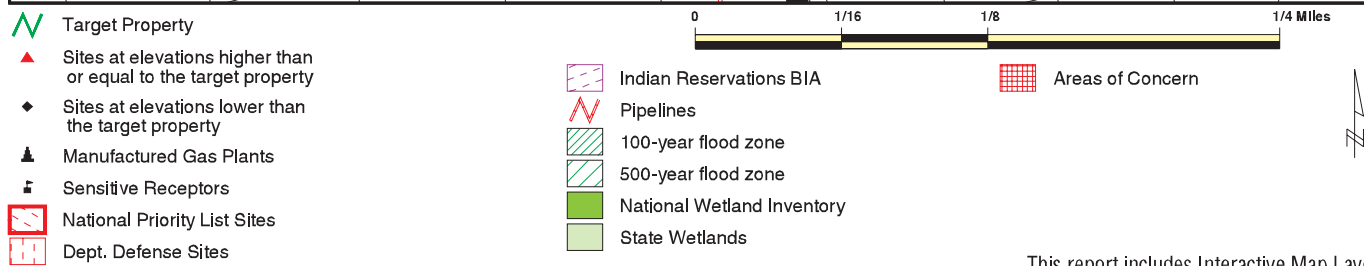 0 1/16 1/8 1/4 Miles
Target Property
Sites at elevations higher than
or equal to the target property
Sites at elevations lower than
the target property
Manufactured Gas Plants
Sensitive Receptors
National Priority List Sites
Dept. Defense Sites
Indian Reservations BIA
Pipelines
100-year flood zone
500-year flood zone
National Wetland Inventory
State Wetlands
Areas of Concern
This report includes Interactive Map